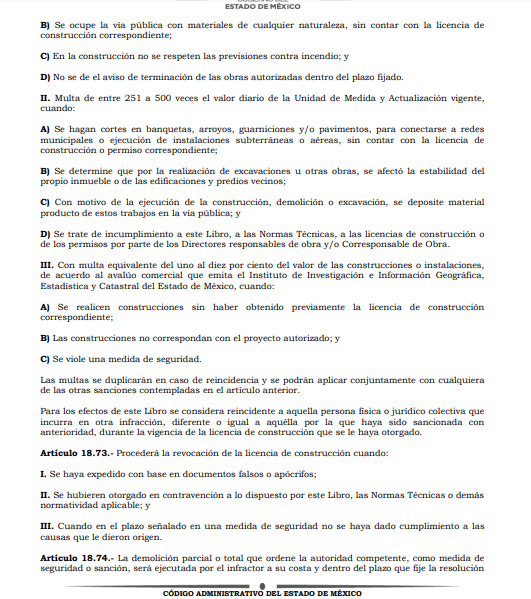 ESTADO DE MÉXICO
B) Se ocupe la vía pública con materiales de cualquier naturaleza, sin contar con la licencia de
construcción correspondiente;
C) En la construcción no se respeten las previsiones contra incendio; y
D) No se de el aviso de terminación de las obras autorizadas dentro del plazo fijado.
II. Multa de entre 251 a 500 veces el valor diario de la Unidad de Medida y Actualización vigente,
cuando:
A) Se hagan cortes en banquetas, arroyos, guarniciones y/o pavimentos, para conectarse a redes
municipales o ejecución de instalaciones subterráneas o aéreas, sin contar con la licencia de
construcción o permiso correspondiente;
B) Se determine que por la realización de excavaciones u otras obras, se afectó la estabilidad del
propio inmueble o de las edificaciones y predios vecinos;
C) Con motivo de la ejecución de la construcción, demolición o excavación, se deposite material
producto de estos trabajos en la vía pública; y
D) Se trate de incumplimiento a este Libro, a las Normas Técnicas, a las licencias de construcción o
de los permisos por parte de los Directores responsables de obra y/o Corresponsable de Obra.
III. Con multa equivalente del uno al diez por ciento del valor de las construcciones o instalaciones,
de acuerdo al avalúo comercial que emita el Instituto de Investigación e Información Geográfica,
Estadística y Catastral del Estado de México, cuando:
A) Se realicen construcciones sin haber obtenido previamente la licencia de construcción
correspondiente;
B) Las construcciones no correspondan con el proyecto autorizado; y
C) Se viole una medida de seguridad.
Las multas se duplicarán en caso de reincidencia y se podrán aplicar conjuntamente con cualquiera
de las otras sanciones contempladas en el artículo anterior.
Para los efectos de este Libro se considera reincidente a aquella persona física o jurídico colectiva que
incurra en otra infracción, diferente o igual a aquélla por la que haya sido sancionada con
anterioridad, durante la vigencia de la licencia de construcción que se le haya otorgado.
Artículo 18.73.- Procederá la revocación de la licencia de construcción cuando:
I. Se haya expedido con base en documentos falsos o apócrifos;
II. Se hubieren otorgado en contravención a lo dispuesto por este Libro, las Normas Técnicas o demás
normatividad aplicable; y
III. Cuando en el plazo señalado en una medida de seguridad no se haya dado cumplimiento a las
causas que le dieron origen.
Artículo 18.74.- La demolición parcial o total que ordene la autoridad competente, como medida de
seguridad o sanción, será ejecutada por el infractor a su costa y dentro del plazo que fije la resolución
CÓDIGO ADMINISTRATIVO DEL ESTADO DE MÉXICO